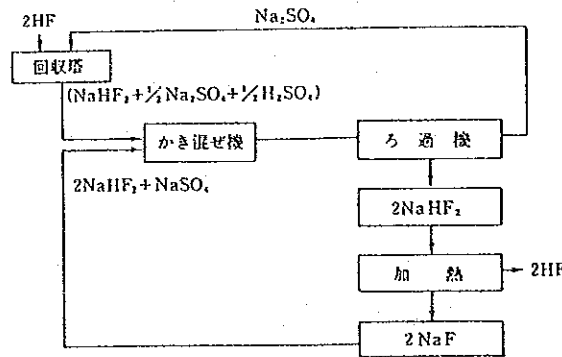 Na₂SO₄
2HF
回収塔
(NaHF₂+½Na₂SO₄+½H₂SO₄)
かき混ぜ機
ろ過機
2NaHF₂+NaSO₄
2NaHF₂
加熱
2HF
2NaF